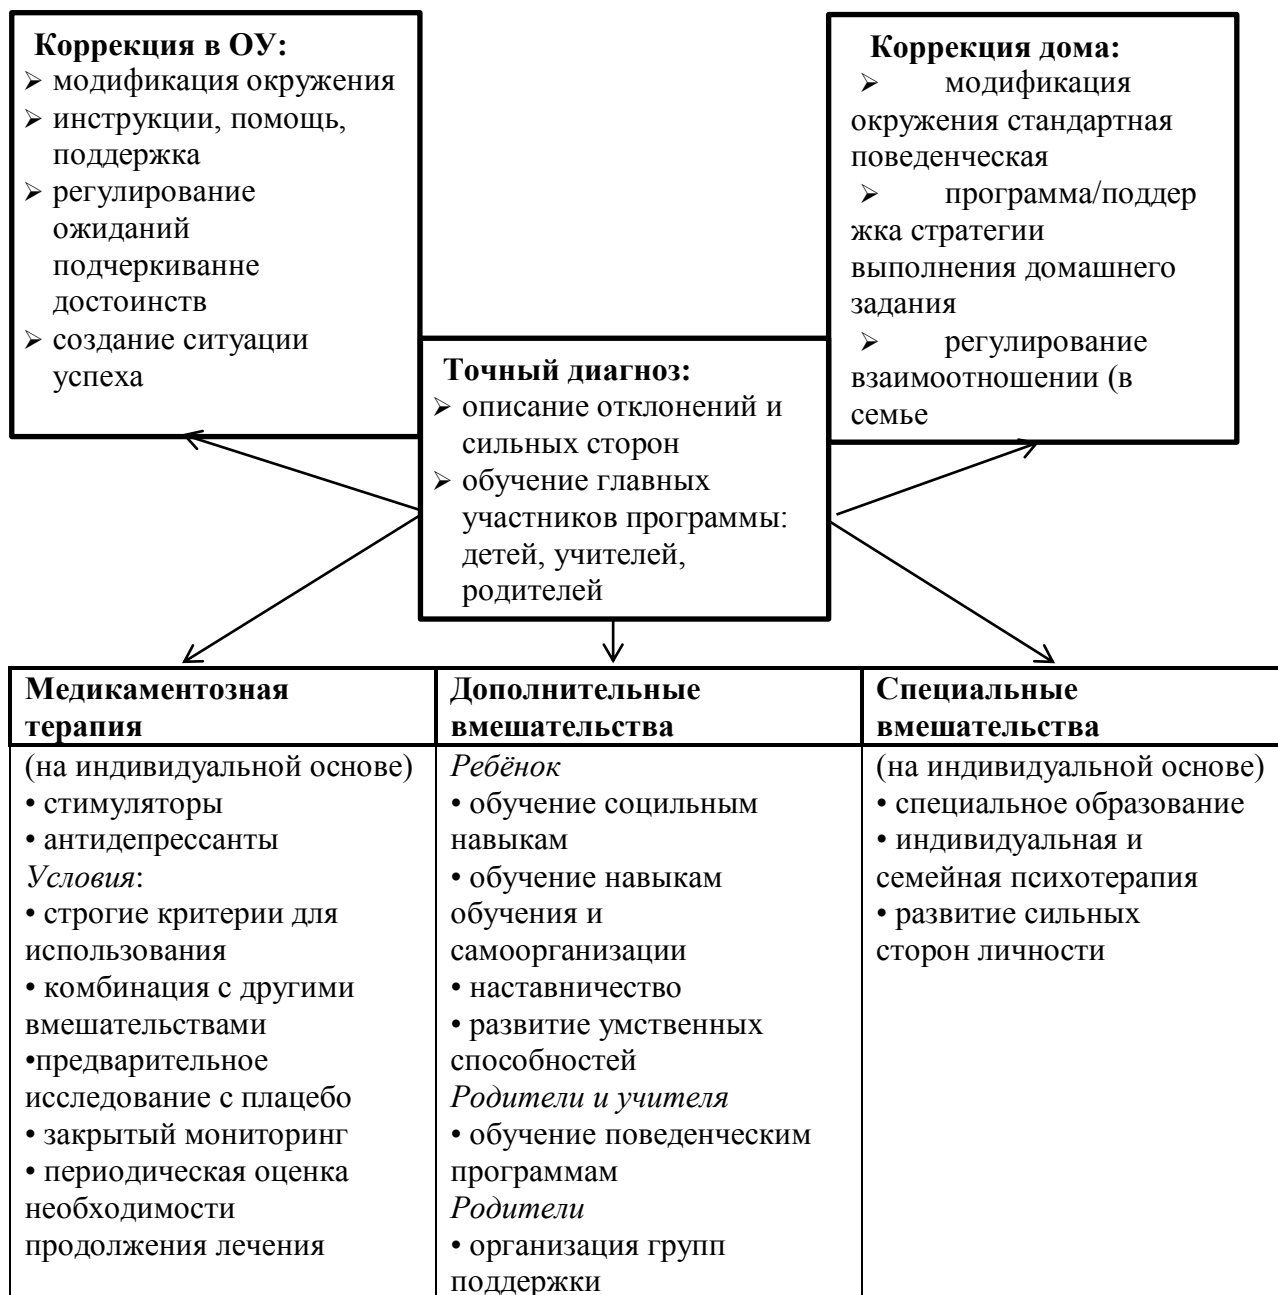 Коррекция в ОУ:
➢ модификация окружения
➢ инструкции, помощь,
поддержка
➢ регулирование
ожиданий
подчеркиванне
достоинств
➢ создание ситуации
успеха
Коррекция дома:
➢ модификация
окружения стандартная
поведенческая
➢ программа/поддер
жка стратегии
выполнения домашнего
задания
➢ регулирование
взаимоотношении (в
семье
Точный диагноз:
➢ описание отклонений и
сильных сторон
➢ обучение главных
участников программы:
детей, учителей,
родителей
Медикаментозная
терапия
(на индивидуальной основе)
• стимуляторы
• антидепрессанты
Условия:
• строгие критерии для
использования
• комбинация с другими
вмешательствами
•предварительное
исследование с плацебо
• закрытый мониторинг
• периодическая оценка
необходимости
продолжения лечения
Дополнительные
вмешательства
Ребёнок
• обучение социльным
навыкам
• обучение навыкам
обучения и
самоорганизации
• наставничество
• развитие умственных
способностей
Родители и учителя
• обучение поведенческим
программам
Родители
• организация групп
поддержки
Специальные
вмешательства
(на индивидуальной основе)
• специальное образование
• индивидуальная и
семейная психотерапия
• развитие сильных
сторон личности